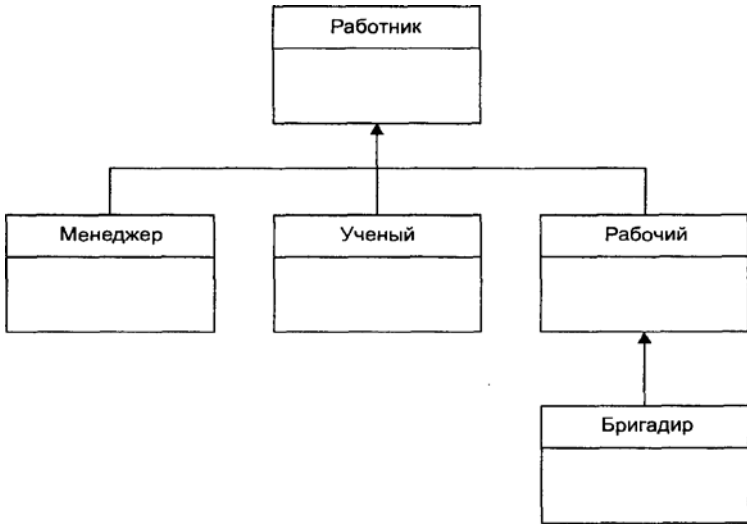 Работник
Менеджер
Ученый
Рабочий
Бригадир